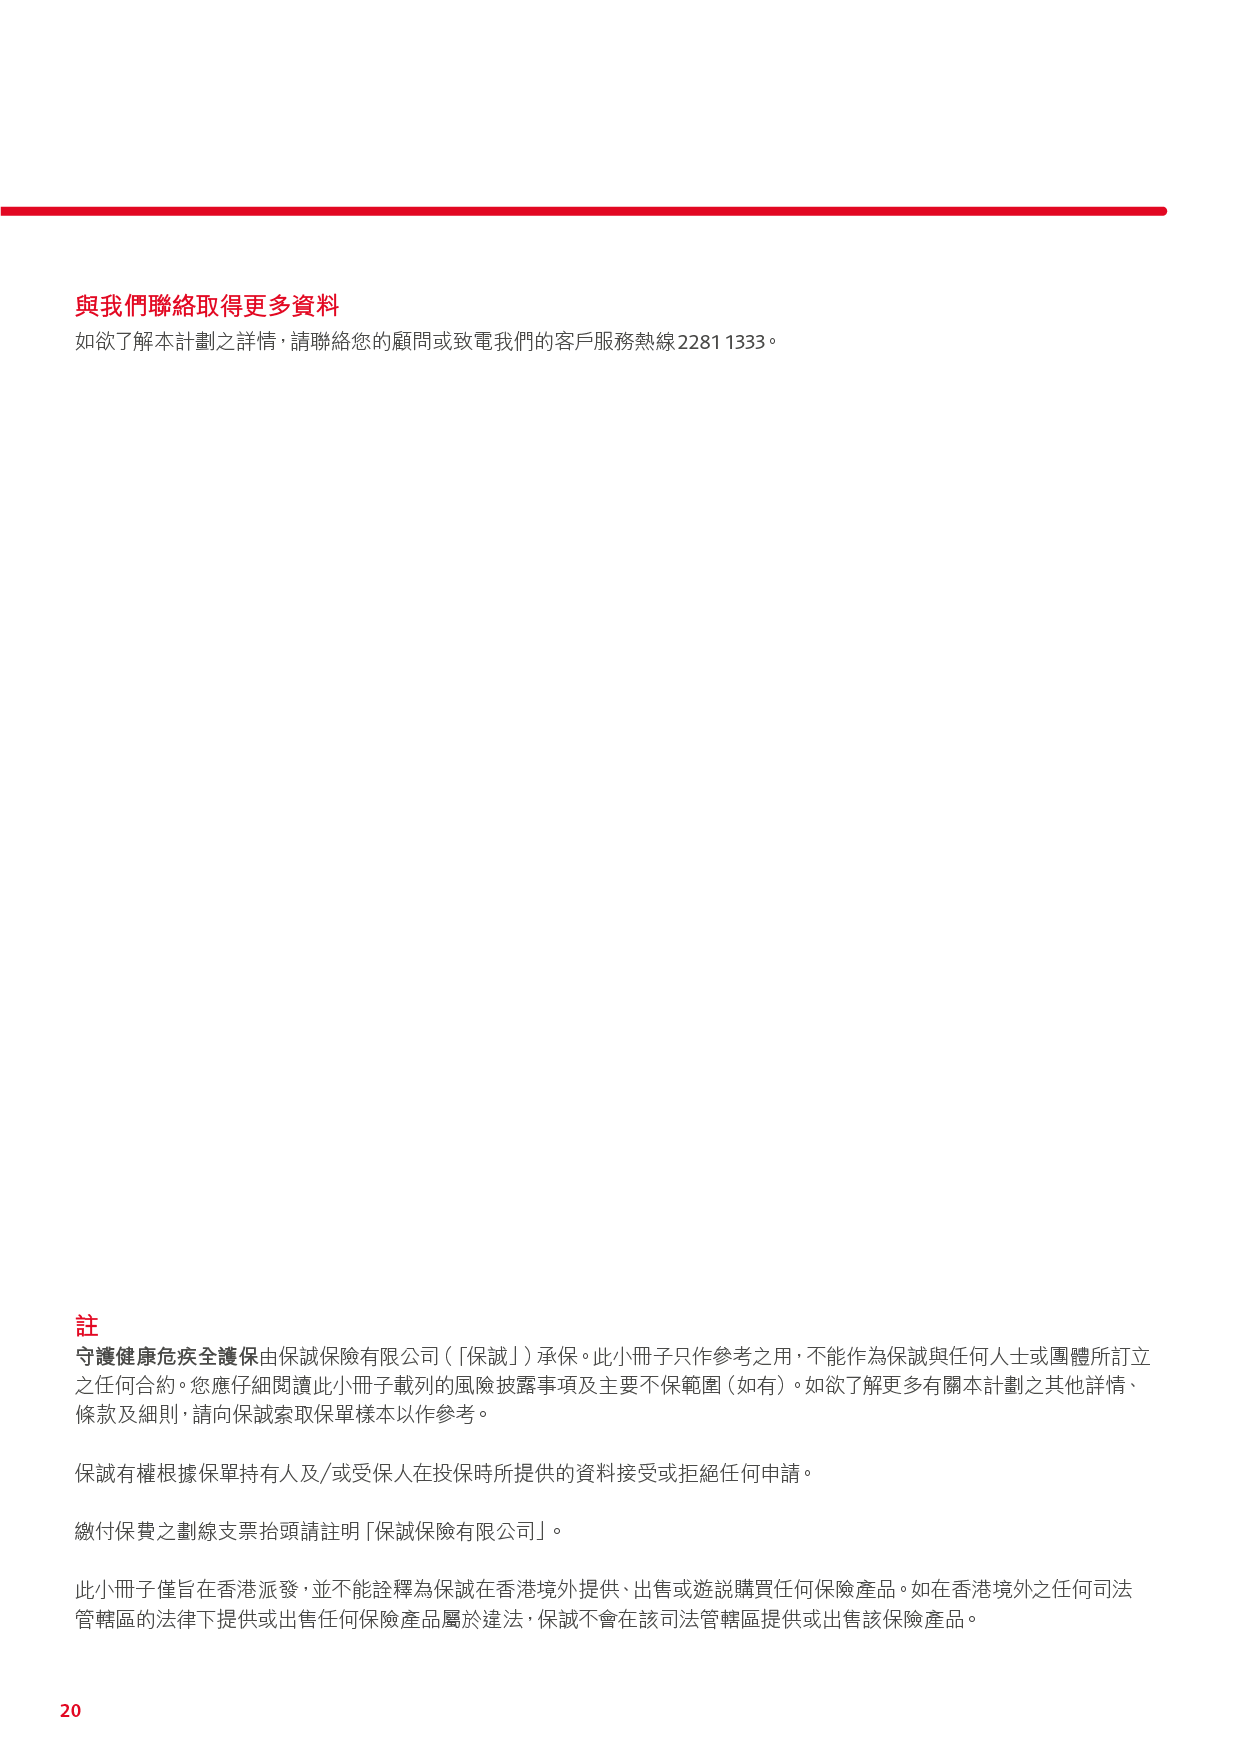 與我們聯絡取得更多資料
如欲了解本計劃之詳情，請聯絡您的顧問或致電我們的客戶服務熱線2281 1333。
註
守護健康危疾全護保由保誠保險有限公司（「保誠」）承保。此小冊子只作參考之用，不能作為保誠與任何人士或團體所訂立
之任何合約。您應仔細閱讀此小冊子載列的風險披露事項及主要不保範圍（如有）。如欲了解更多有關本計劃之其他詳情、
條款及細則，請向保誠索取保單樣本以作參考。
保誠有權根據保單持有人及/或受保人在投保時所提供的資料接受或拒絕任何申請。
繳付保費之劃線支票抬頭請註明「保誠保險有限公司」。
此小冊子僅旨在香港派發，並不能詮釋為保誠在香港境外提供、出售或遊説購買任何保險產品。如在香港境外之任何司法
管轄區的法律下提供或出售任何保險產品屬於違法，保誠不會在該司法管轄區提供或出售該保險產品。
20